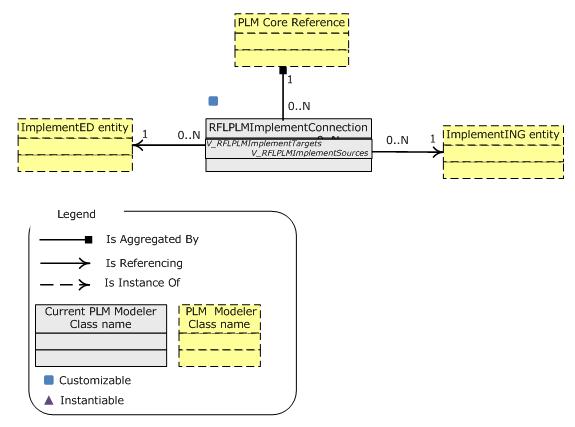 PLM Core Reference
1
0..N
ImplementED entity
1
0..N
RFLPLMImplementConnection
V_RFLPLMImplementTargets
V_RFLPLMImplementSources
0..N
0..N
1
ImplementING entity
Legend
Is Aggregated By
Is Referencing
Is Instance Of
Current PLM Modeler
Class name
PLM Modeler
Class name
Customizable
Instantiable